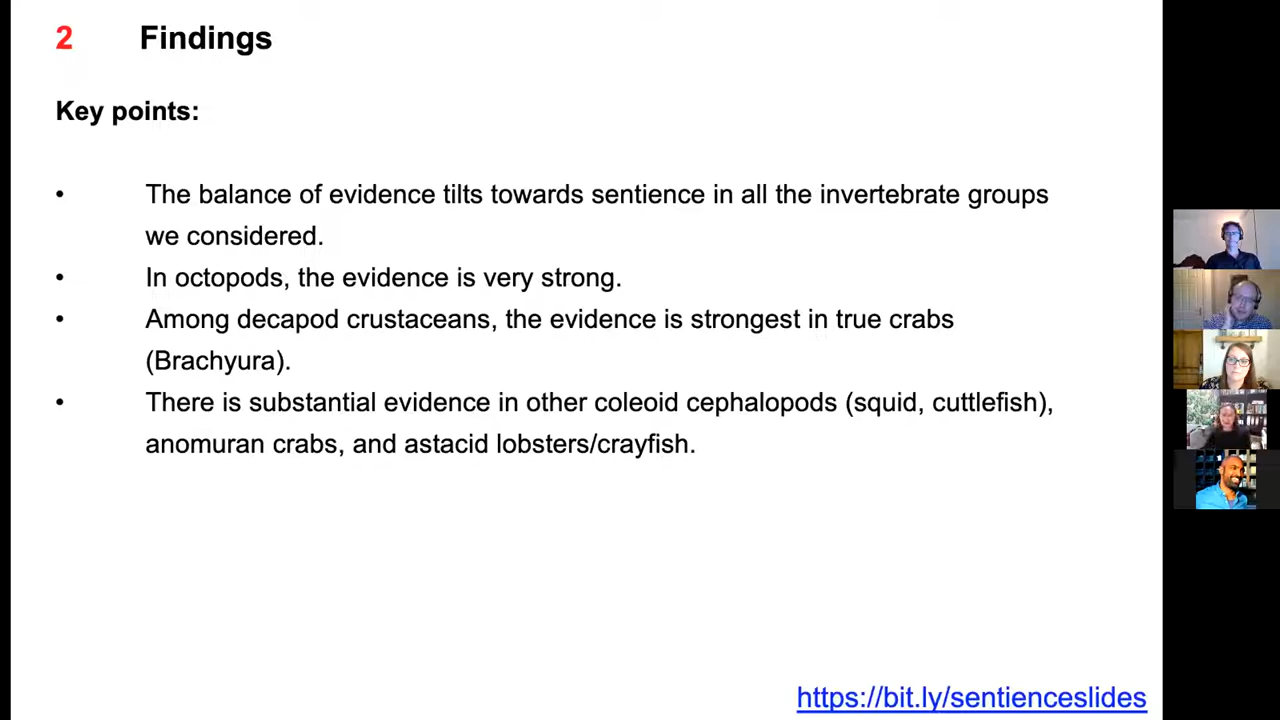 2 Findings
Key points:
• The balance of evidence tilts towards sentience in all the invertebrate groups
we considered.
• In octopods, the evidence is very strong.
• Among decapod crustaceans, the evidence is strongest in true crabs
(Brachyura).
• There is substantial evidence in other coleoid cephalopods (squid, cuttlefish),
anomuran crabs, and astacid lobsters/crayfish.
https://bit.ly/sentienceslides